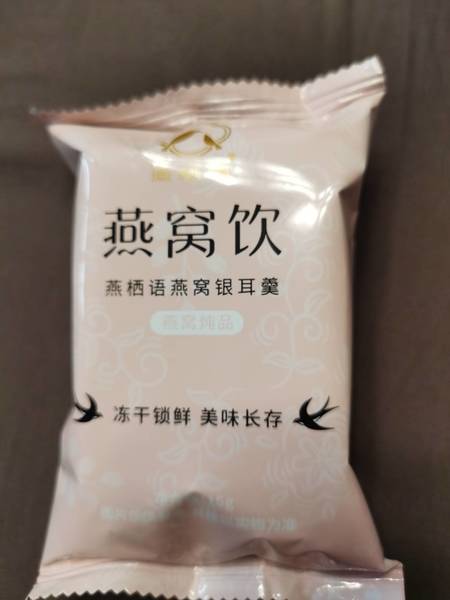 燕窝饮
燕栖语燕窝银耳羹
燕窝炖品
冻干锁鲜 美味长存